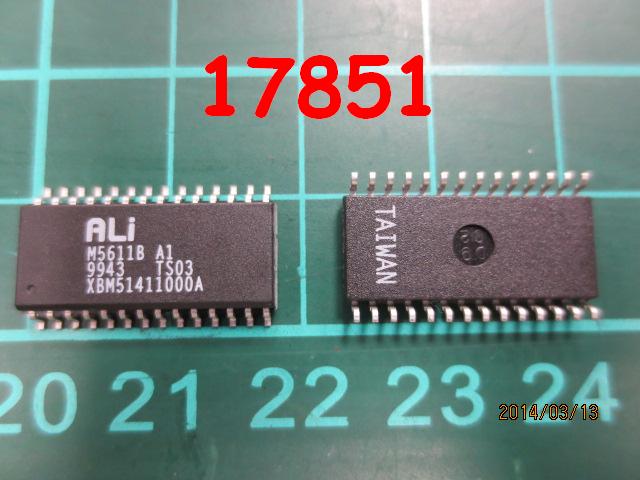 17851
ALi
M5611B A1
9943 TS03
XBM51411000A
TAIWAN
20 21 22 23 24
2014/03/13